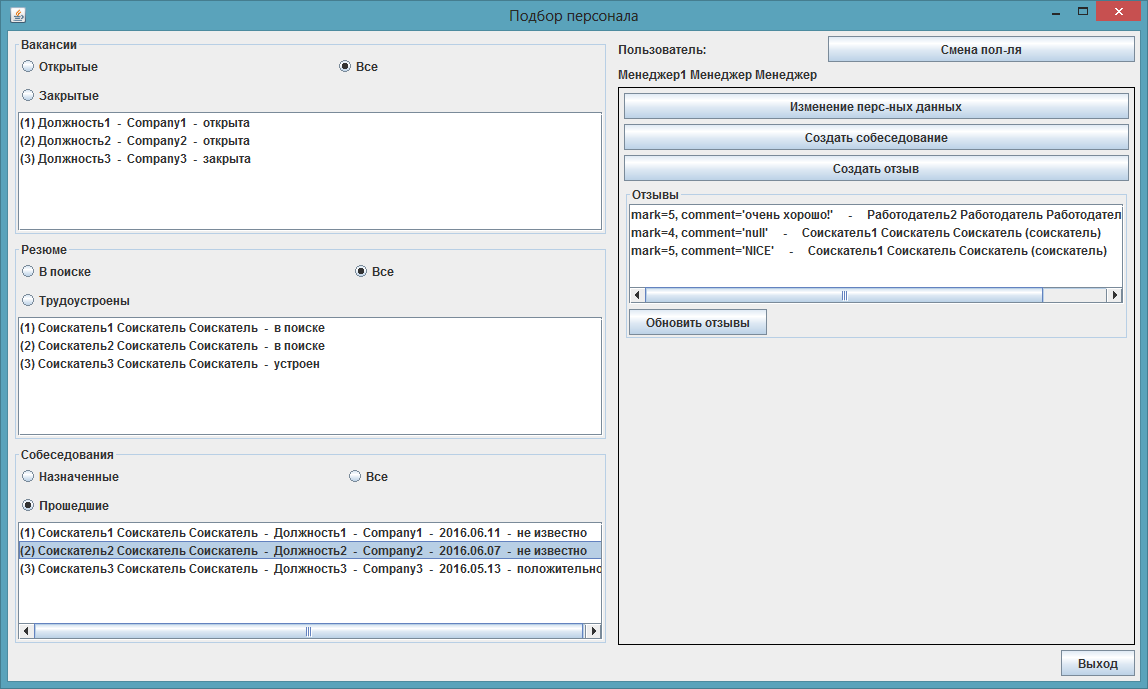 Подбор персонала
Вакансии
Открытые
Все
Закрытые
(1) Должность1 - Company1 - открыта
(2) Должность2 - Company2 - открыта
(3) Должность3 - Company3 - закрыта
Резюме
В поиске
Все
Трудоустроены
(1) Соискатель1 Соискатель Соискатель - в поиске
(2) Соискатель2 Соискатель Соискатель - в поиске
(3) Соискатель3 Соискатель Соискатель - устроен
Собеседования
Назначенные
Все
Прошедшие
(1) Соискатель1 Соискатель Соискатель - Должность1 - Company1 - 2016.06.11 - не известно
(2) Соискатель2 Соискатель Соискатель - Должность2 - Company2 - 2016.06.07 - не известно
(3) Соискатель3 Соискатель Соискатель - Должность3 - Company3 - 2016.05.13 - положительно
Пользователь:
Смена пол-ля
Менеджер1 Менеджер Менеджер
Изменение перс-ных данных
Создать собеседование
Создать отзыв
Отзывы
mark=5, comment='очень хорошо!' - Работодатель2 Работодатель Работодател
mark=4, comment='null' - Соискатель1 Соискатель Соискатель (соискатель)
mark=5, comment='NICE' - Соискатель1 Соискатель Соискатель (соискатель)
Обновить отзывы
Выход